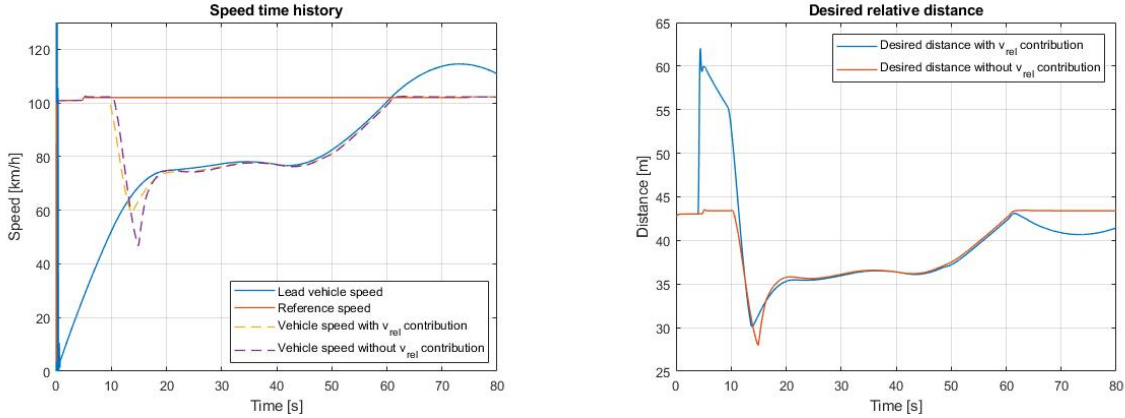 Speed time history
120
100
80
60
40
20
0
Speed [km/h]
0 10 20 30 40 50 60 70 80
Time [s]
Lead vehicle speed
Reference speed
Vehicle speed with v_rel contribution
Vehicle speed without v_rel contribution
Desired relative distance
65
60
55
50
45
40
35
30
25
Distance [m]
0 10 20 30 40 50 60 70 80
Time [s]
Desired distance with v_rel contribution
Desired distance without v_rel contribution